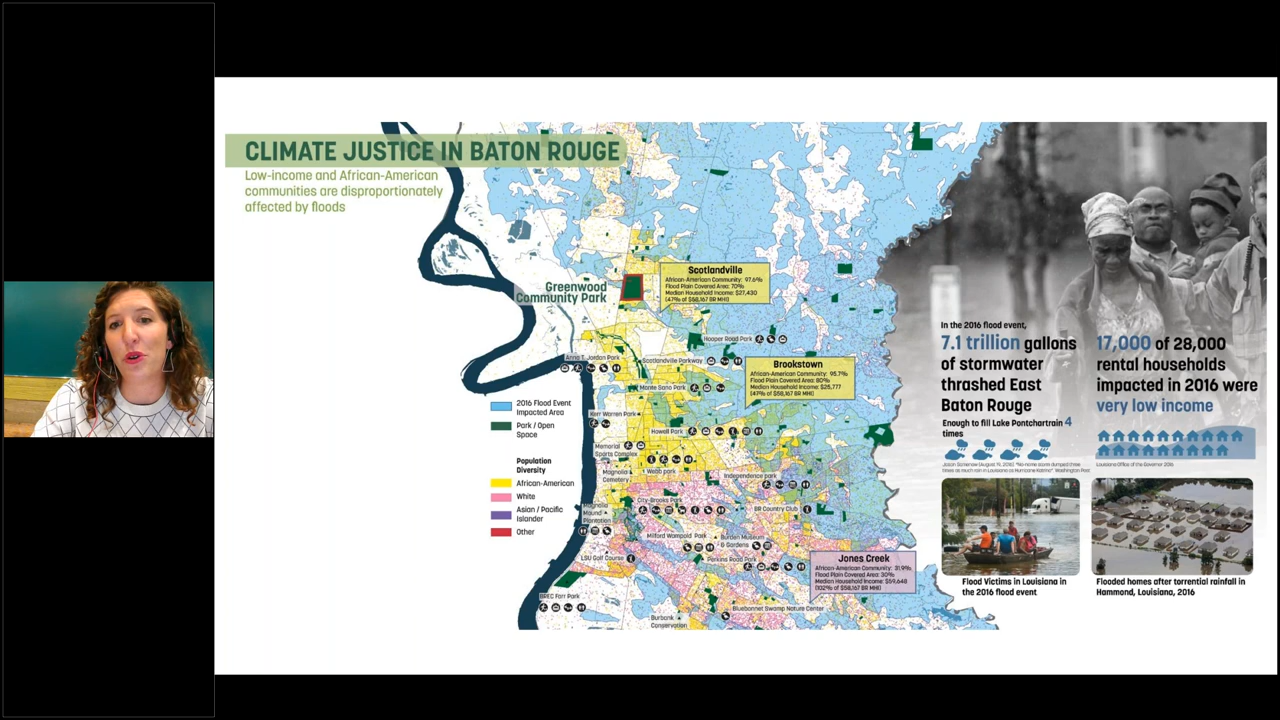 CLIMATE JUSTICE IN BATON ROUGE
Low-income and African-American
communities are disproportionately
affected by floods
Greenwood
Community Park
Scotlandville
African-American Community: 97.6%
Flood Plain Covered Area: 70%
Median Household Income: $27,430
(47% of $58,167 BR MHI)
Hooper Road Park
Anna T. Jordan Park
Scotlandville Parkway
Brookstown
African-American Community: 95.7%
Flood Plain Covered Area: 80%
Median Household Income: $25,777
(47% of $58,167 BR MHI)
Monte Sano Park
Kerr Warren Park
Howell Park
Memorial
Sports Complex
Magnolia
Cemetery
Webb park
Independence park
City-Brooks Park
Magnolia
Mound
Plantation
BR Country Club
Milford Wampold Park
Burden Museum
& Gardens
LSU Golf Course
Perkins Road Park
Jones Creek
African-American Community: 31.9%
Flood Plain Covered Area: 30%
Median Household Income: $59,648
(102% of $58,167 BR MHI)
BREC Farr Park
Bluebonnet Swamp Nature Center
Burbank
Conservation
2016 Flood Event
Impacted Area
Park / Open
Space
Population
Diversity
African-American
White
Asian / Pacific
Islander
Other
In the 2016 flood event,
7.1 trillion gallons
of stormwater
thrashed East
Baton Rouge
Enough to fill Lake Pontchartrain 4
times
17,000 of 28,000
rental households
impacted in 2016 were
very low income
Louisiana Office of the Governor 2016
Flood Victims in Louisiana in
the 2016 flood event
Flooded homes after torrential rainfall in
Hammond, Louisiana, 2016